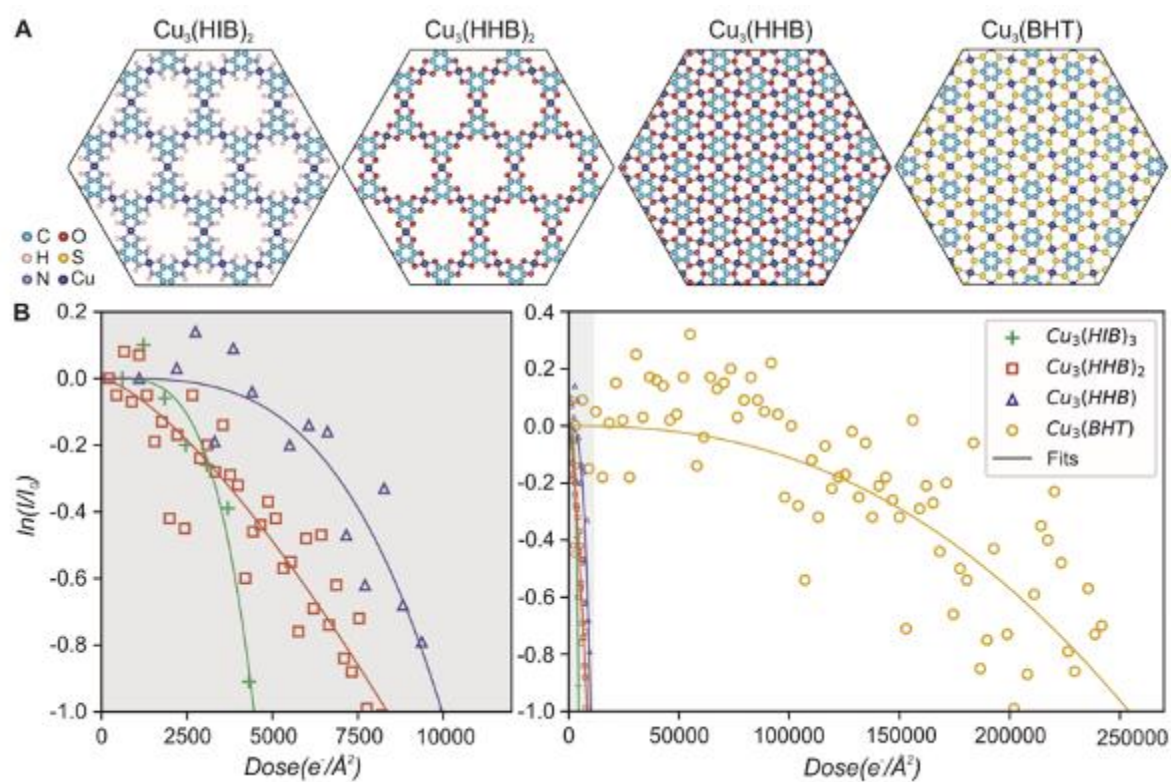 A
Cu₃(HIB)₂ Cu₃(HHB)₂ Cu₃(HHB) Cu₃(BHT)
C O
H S
N Cu
B
0.2
0.0
-0.2
-0.4
-0.6
-0.8
-1.0
ln(I/I₀)
0 2500 5000 7500 10000
Dose(e⁻/Å²)
0.4
0.2
0.0
-0.2
-0.4
-0.6
-0.8
-1.0
0 50000 100000 150000 200000 250000
Dose(e⁻/Å²)
Cu₃(HIB)₃
Cu₃(HHB)₂
Cu₃(HHB)
Cu₃(BHT)
Fits